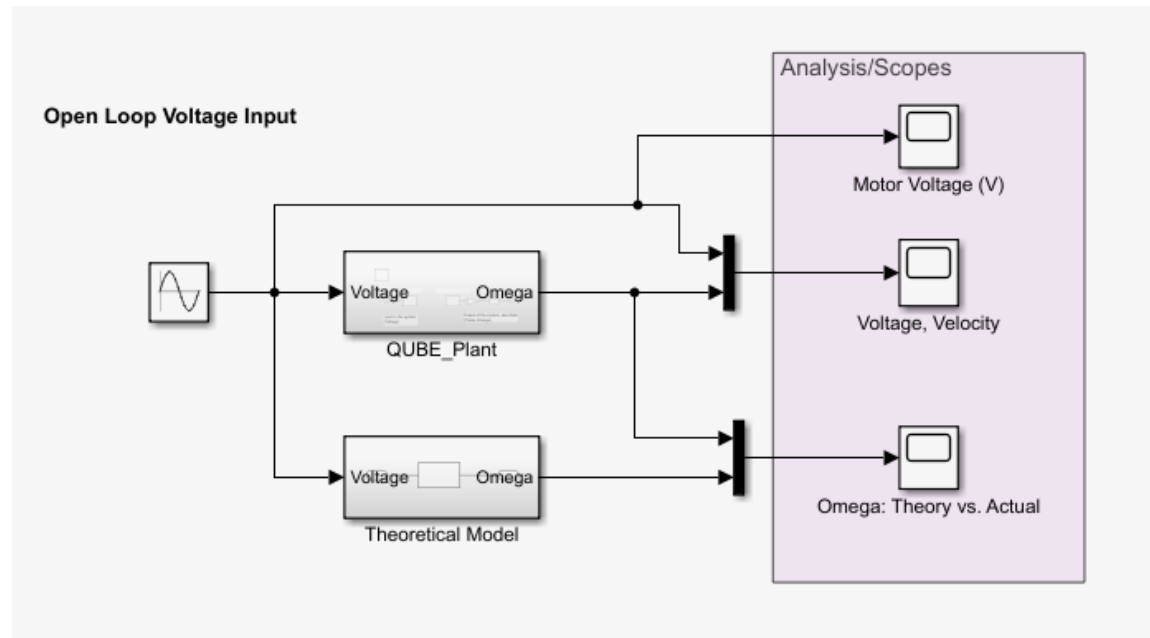 Analysis/Scopes
Open Loop Voltage Input
Motor Voltage (V)
Voltage Omega
QUBE_Plant
Voltage, Velocity
Voltage Omega
Theoretical Model
Omega: Theory vs. Actual